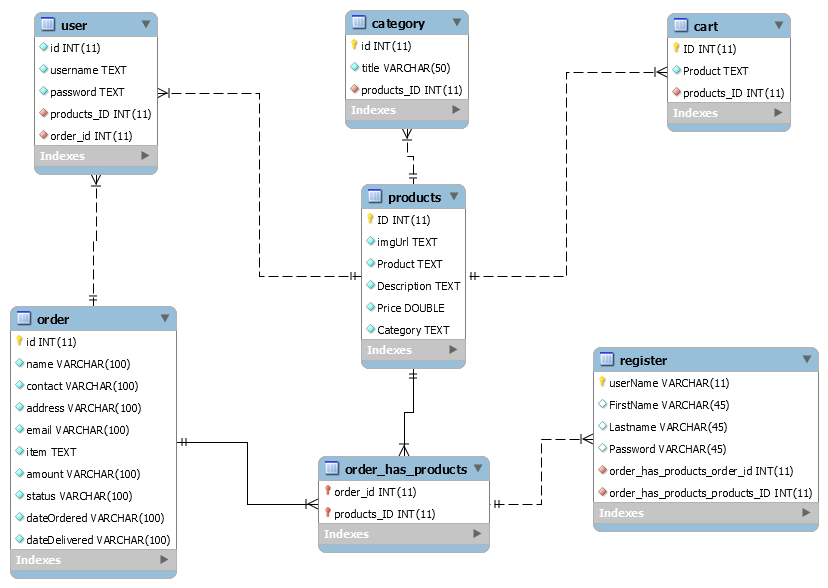 user
id INT(11)
username TEXT
password TEXT
products_ID INT(11)
order_id INT(11)
Indexes
category
id INT(11)
title VARCHAR(50)
products_ID INT(11)
Indexes
cart
ID INT(11)
Product TEXT
products_ID INT(11)
Indexes
products
ID INT(11)
imgUrl TEXT
Product TEXT
Description TEXT
Price DOUBLE
Category TEXT
Indexes
order
id INT(11)
name VARCHAR(100)
contact VARCHAR(100)
address VARCHAR(100)
email VARCHAR(100)
item TEXT
amount VARCHAR(100)
status VARCHAR(100)
dateOrdered VARCHAR(100)
dateDelivered VARCHAR(100)
Indexes
order_has_products
order_id INT(11)
products_ID INT(11)
Indexes
register
userName VARCHAR(11)
FirstName VARCHAR(45)
Lastname VARCHAR(45)
Password VARCHAR(45)
order_has_products_order_id INT(11)
order_has_products_products_ID INT(11)
Indexes